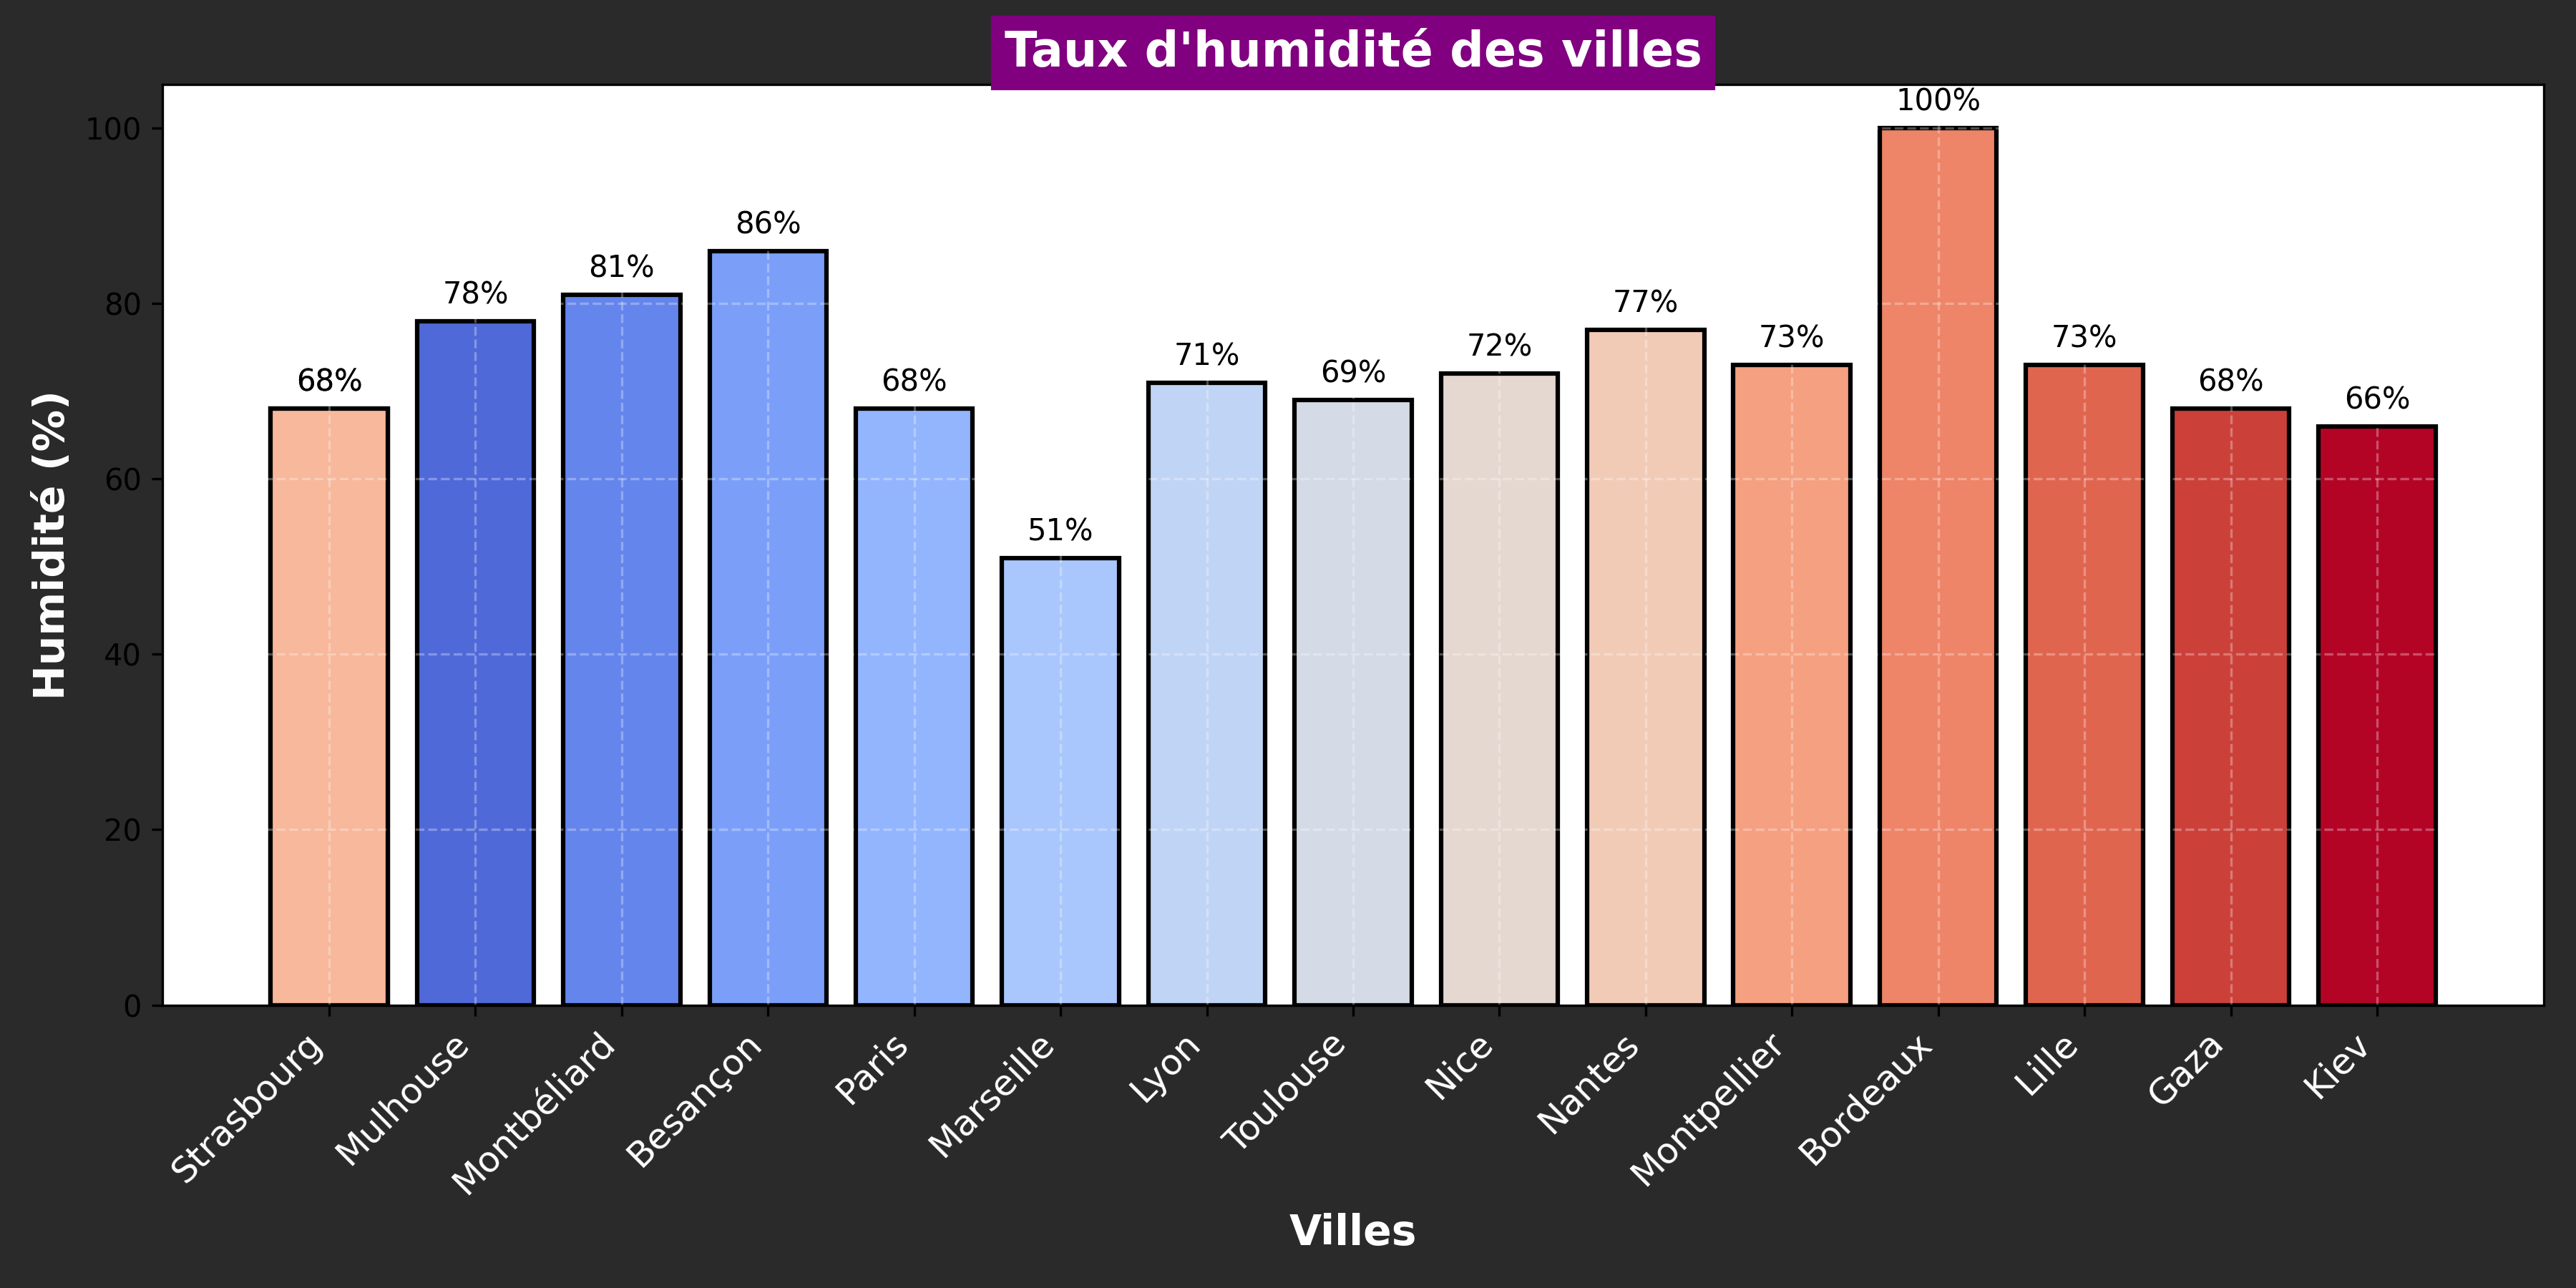 Taux d'humidité des villes
Humidité (%)
100
80
60
40
20
0
68%
78%
81%
86%
68%
51%
71%
69%
72%
77%
73%
100%
73%
68%
66%
Strasbourg
Mulhouse
Montbéliard
Besançon
Paris
Marseille
Lyon
Toulouse
Nice
Nantes
Montpellier
Bordeaux
Lille
Gaza
Kiev
Villes